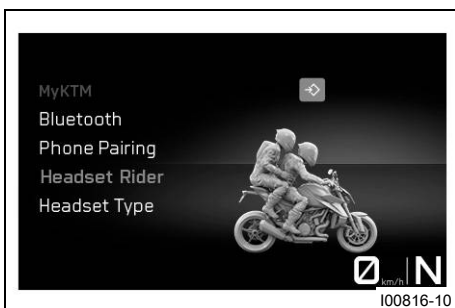 MyKTM
Bluetooth
Phone Pairing
Headset Rider
Headset Type
0 km/h N
I00816-10